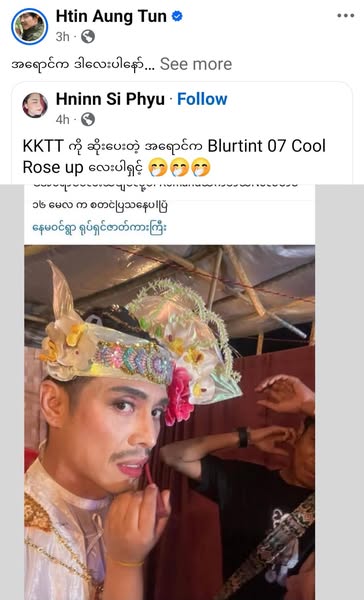 Htin Aung Tun
3h ·
အရောင်က ဒါလေးပါနော်... See more
Hninn Si Phyu · Follow
4h ·
KKTT ကို ဆိုးပေးတဲ့ အရောင်က Blurtint 07 Cool
Rose up လေးပါရှင့် 🤭🤭🤭
၁၆ မေလ က စတင်ပြသနေပါပြီ
နေမဝင်ရွာ ရုပ်ရှင်ဇာတ်ကားကြီး